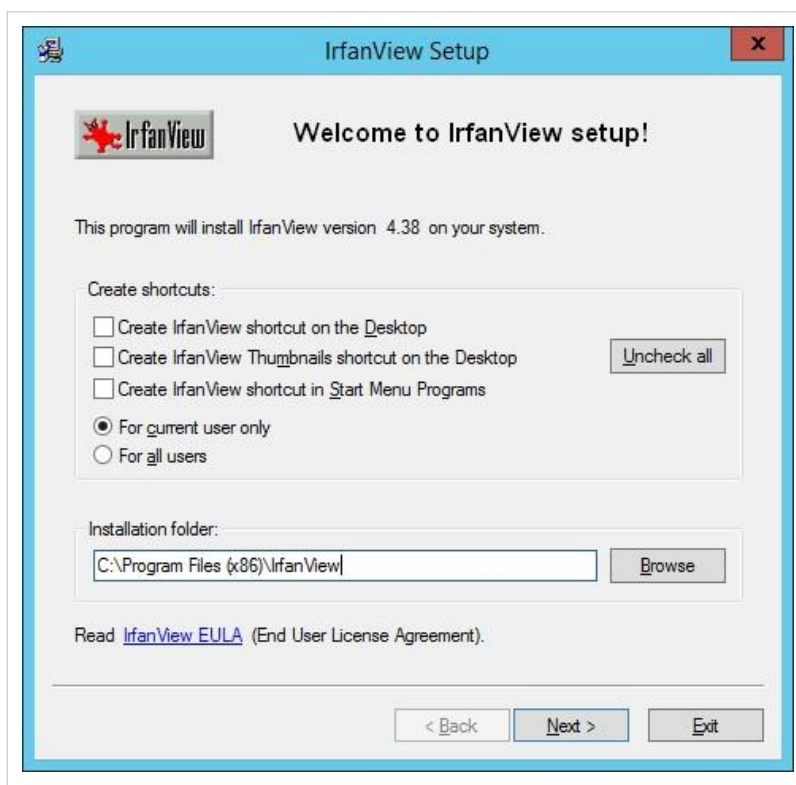 IrfanView Setup
x
IrfanView
Welcome to IrfanView setup!
This program will install IrfanView version 4.38 on your system.
Create shortcuts:
Create IrfanView shortcut on the Desktop
Create IrfanView Thumbnails shortcut on the Desktop
Uncheck all
Create IrfanView shortcut in Start Menu Programs
For current user only
For all users
Installation folder:
C:\Program Files (x86)\IrfanView
Browse
Read IrfanView EULA (End User License Agreement).
< Back Next > Exit